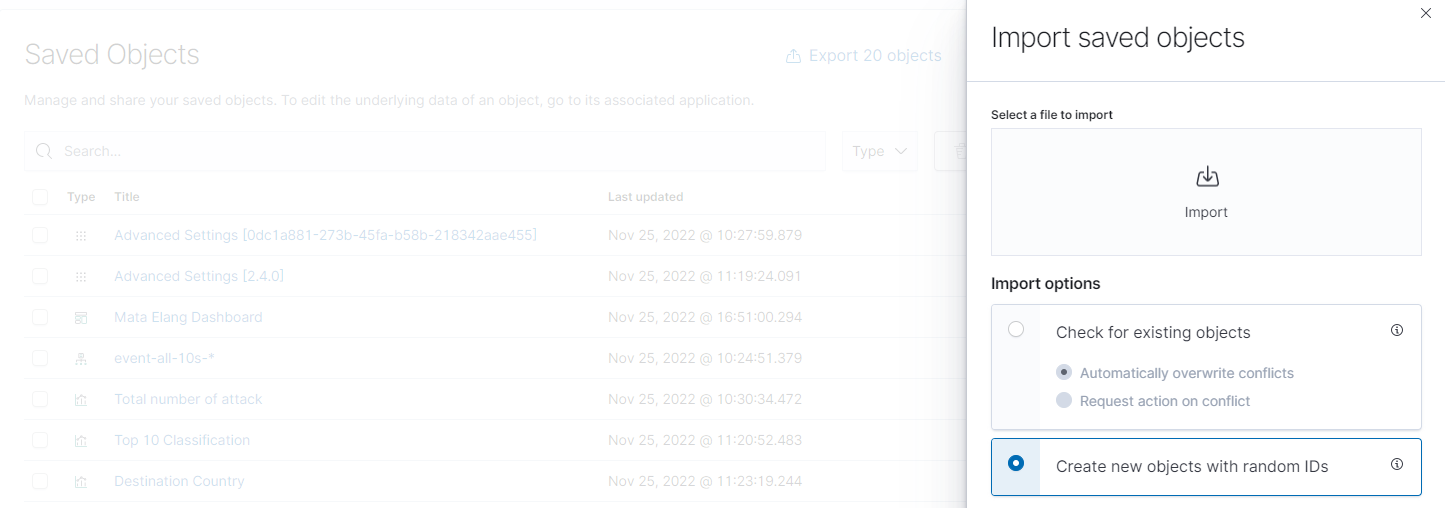 Saved Objects
Export 20 objects
Manage and share your saved objects. To edit the underlying data of an object, go to its associated application.
Search...
Type
Type Title Last updated
Advanced Settings [0dc1a881-273b-45fa-b58b-218342aae455] Nov 25, 2022 @ 10:27:59.879
Advanced Settings [2.4.0] Nov 25, 2022 @ 11:19:24.091
Mata Elang Dashboard Nov 25, 2022 @ 16:51:00.294
event-all-10s-* Nov 25, 2022 @ 10:24:51.379
Total number of attack Nov 25, 2022 @ 10:30:34.472
Top 10 Classification Nov 25, 2022 @ 11:20:52.483
Destination Country Nov 25, 2022 @ 11:23:19.244
Import saved objects
Select a file to import
Import
Import options
Check for existing objects
Automatically overwrite conflicts
Request action on conflict
Create new objects with random IDs